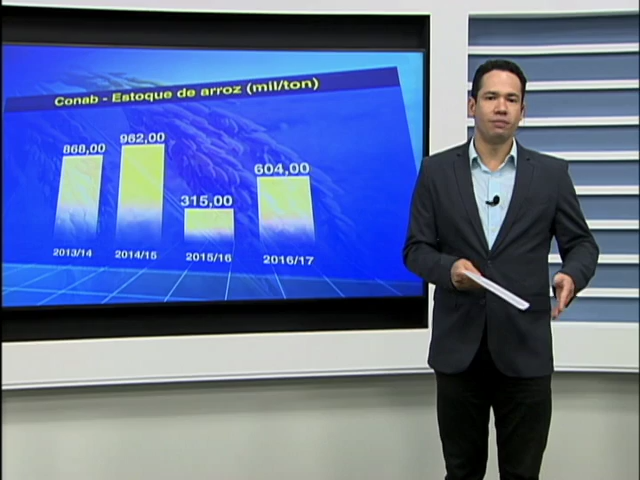 Conab - Estoque de arroz (mil/ton)
868,00 962,00 315,00 604,00
2013/14 2014/15 2015/16 2016/17